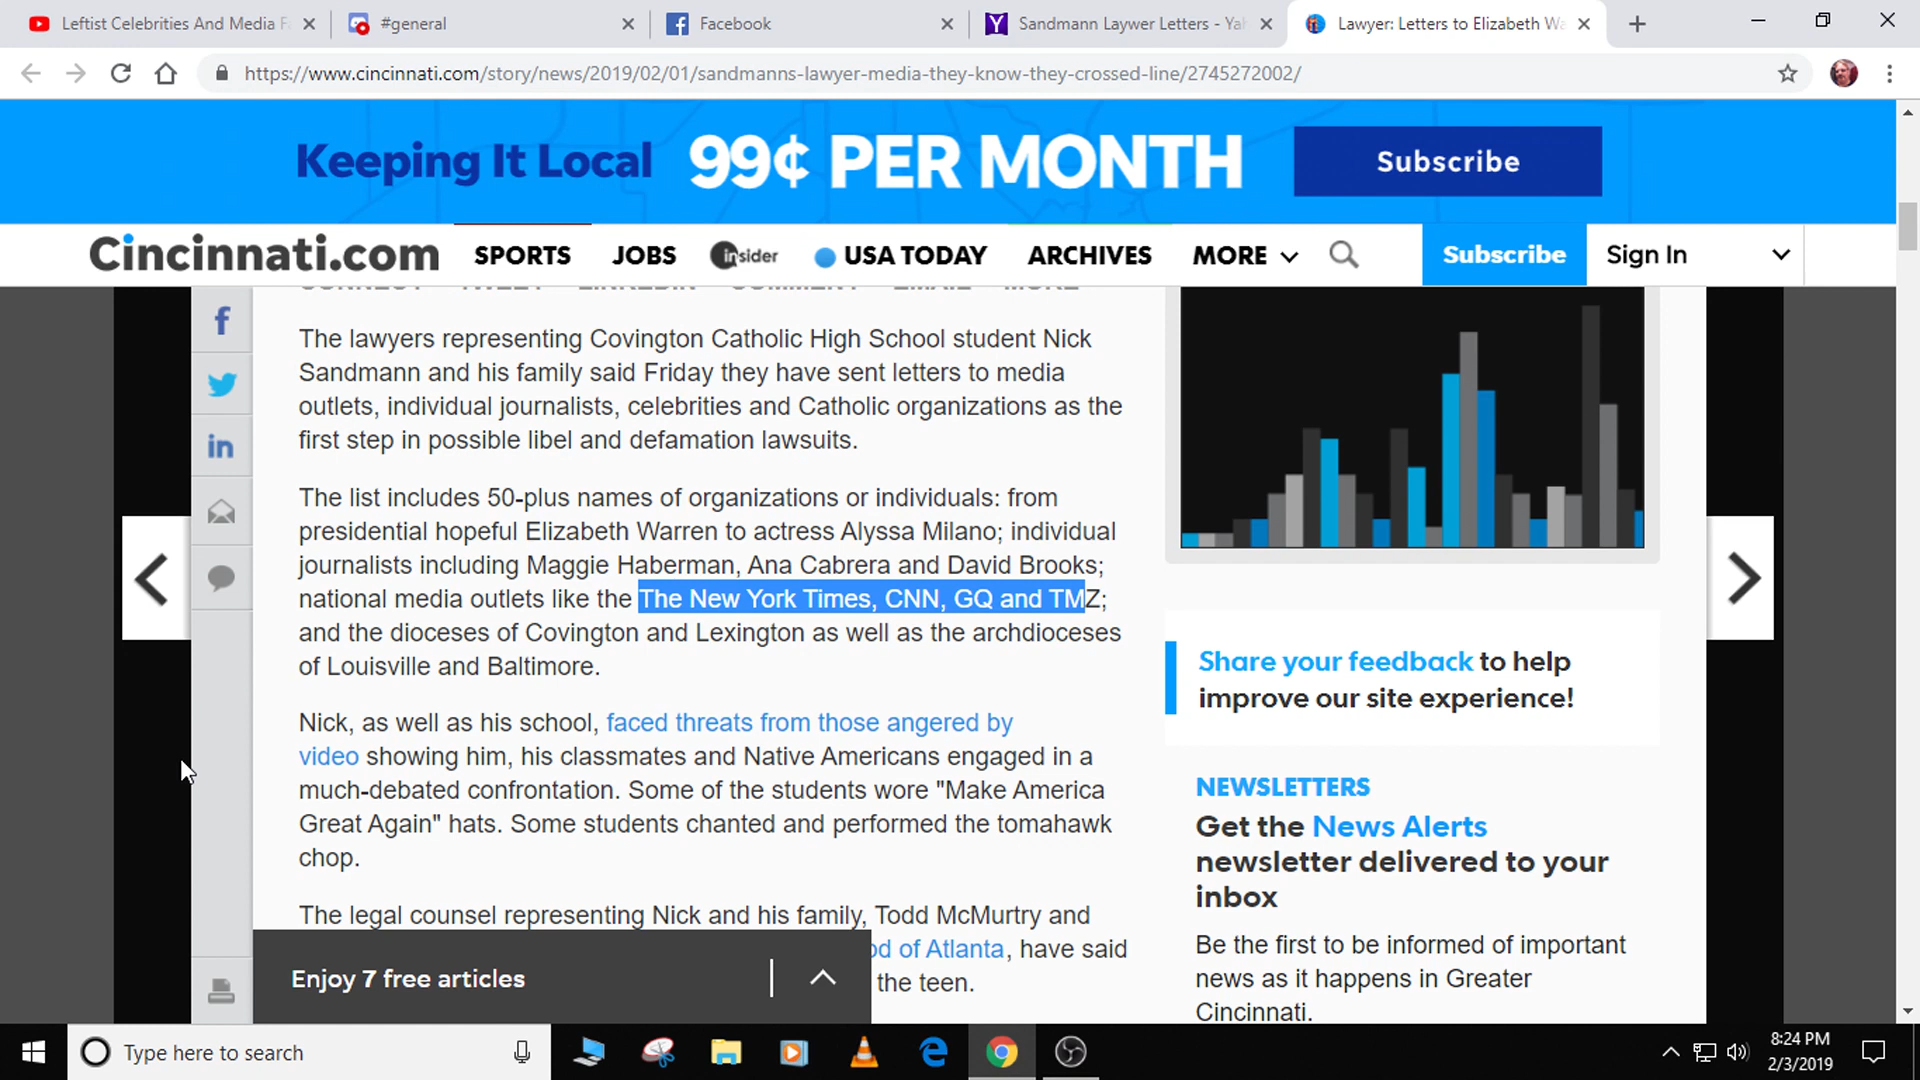 Leftist Celebrities And Media F
#general
Facebook
Sandmann Laywer Letters - Yah
Lawyer: Letters to Elizabeth Wa
https://www.cincinnati.com/story/news/2019/02/01/sandmanns-lawyer-media-they-know-they-crossed-line/2745272002/
Keeping It Local 99¢ PER MONTH Subscribe
Cincinnati.com SPORTS JOBS insider USA TODAY ARCHIVES MORE Subscribe Sign In
CONNECT TWEET LINKEDIN COMMENT EMAIL MORE
The lawyers representing Covington Catholic High School student Nick
Sandmann and his family said Friday they have sent letters to media
outlets, individual journalists, celebrities and Catholic organizations as the
first step in possible libel and defamation lawsuits.
The list includes 50-plus names of organizations or individuals: from
presidential hopeful Elizabeth Warren to actress Alyssa Milano; individual
journalists including Maggie Haberman, Ana Cabrera and David Brooks;
national media outlets like the The New York Times, CNN, GQ and TMZ;
and the dioceses of Covington and Lexington as well as the archdioceses
of Louisville and Baltimore.
Nick, as well as his school, faced threats from those angered by
video showing him, his classmates and Native Americans engaged in a
much-debated confrontation. Some of the students wore "Make America
Great Again" hats. Some students chanted and performed the tomahawk
chop.
The legal counsel representing Nick and his family, Todd McMurtry and
od of Atlanta, have said
the teen.
Enjoy 7 free articles
Share your feedback to help
improve our site experience!
NEWSLETTERS
Get the News Alerts
newsletter delivered to your
inbox
Be the first to be informed of important
news as it happens in Greater
Cincinnati.
Type here to search
8:24 PM
2/3/2019